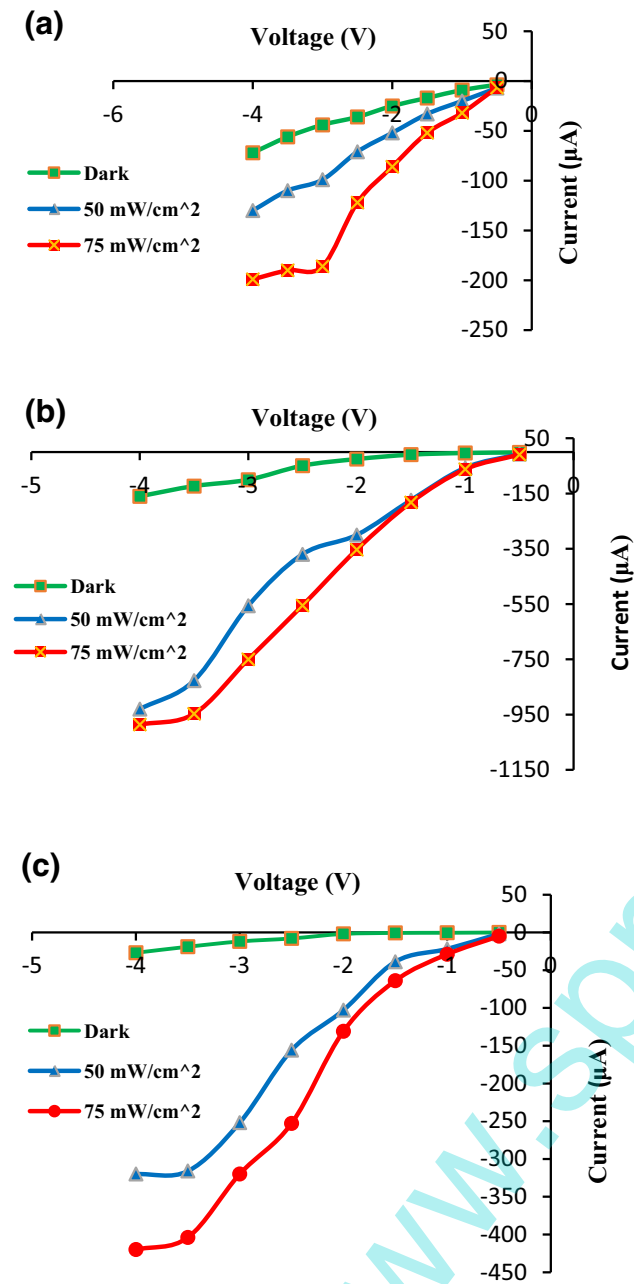 (a)
Voltage (V)
50
0
-6
-4
-2
0
-50
-100
-150
-200
-250
Current (µA)
Dark
50 mW/cm^2
75 mW/cm^2
(b)
Voltage (V)
50
-5
-4
-3
-2
-1
0
-150
-350
-550
-750
-950
-1150
Current (µA)
Dark
50 mW/cm^2
75 mW/cm^2
(c)
Voltage (V)
50
0
-5
-4
-3
-2
-1
0
-50
-100
-150
-200
-250
-300
-350
-400
-450
Current (µA)
Dark
50 mW/cm^2
75 mW/cm^2
www.spr